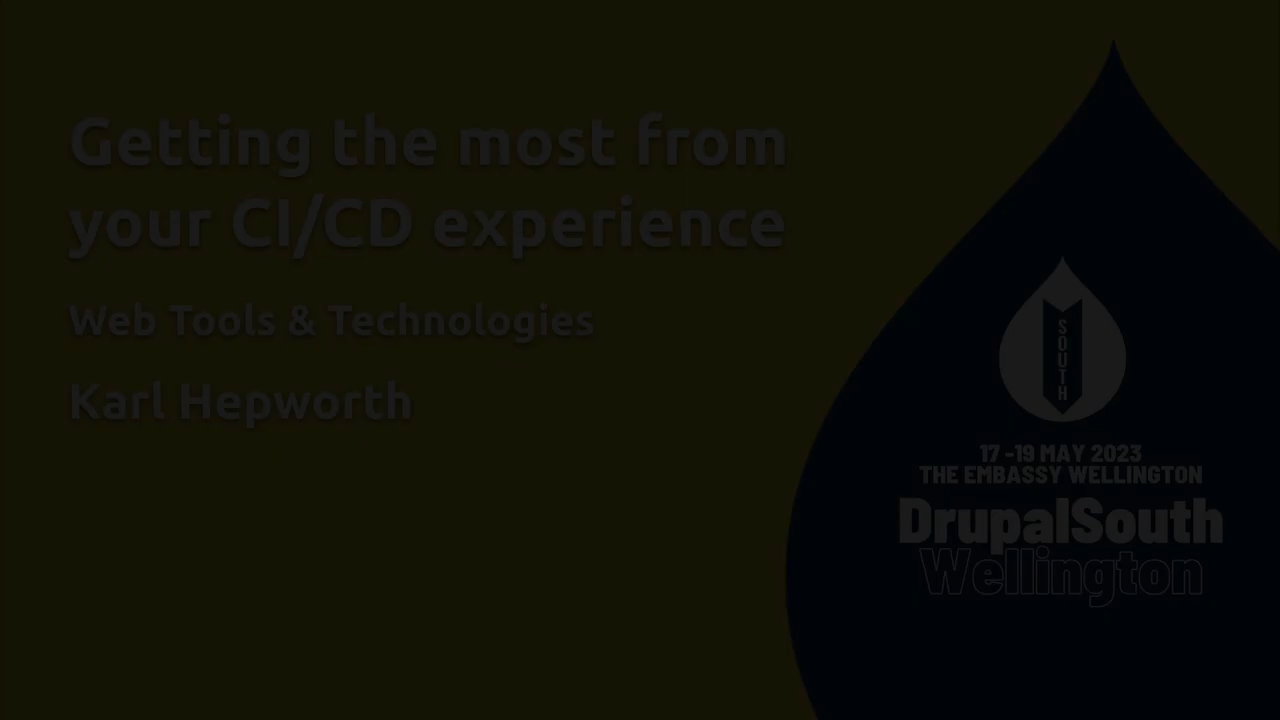 Getting the most from
your CI/CD experience
Web Tools & Technologies
Karl Hepworth
SOUTH
17 -19 MAY 2023
THE EMBASSY WELLINGTON
DrupalSouth
Wellington